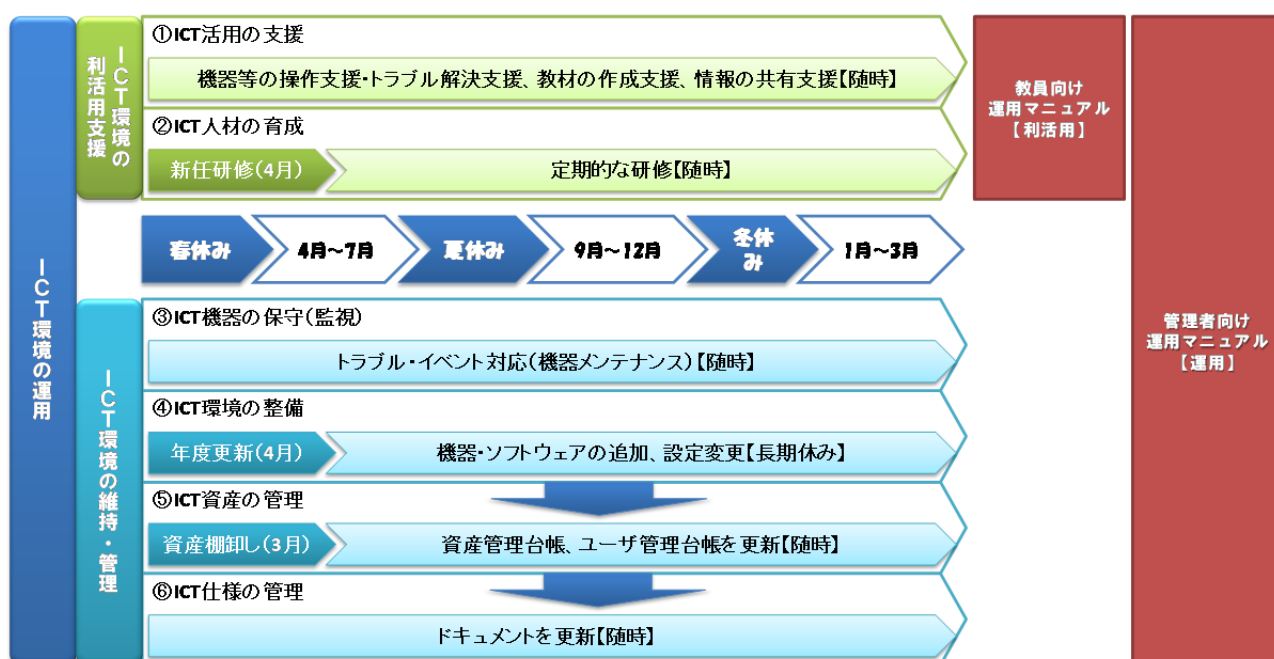 ICT環境の運用
ICT環境の
利活用支援
①ICT活用の支援
機器等の操作支援・トラブル解決支援、教材の作成支援、情報の共有支援【随時】
②ICT人材の育成
新任研修(4月)
定期的な研修【随時】
教員向け
運用マニュアル
【利活用】
春休み
4月～7月
夏休み
9月～12月
冬休
み
1月～3月
ICT環境の維持・管理
③ICT機器の保守(監視)
トラブル・イベント対応(機器メンテナンス)【随時】
④ICT環境の整備
年度更新(4月)
機器・ソフトウェアの追加、設定変更【長期休み】
⑤ICT資産の管理
資産棚卸し(3月)
資産管理台帳、ユーザ管理台帳を更新【随時】
⑥ICT仕様の管理
ドキュメントを更新【随時】
管理者向け
運用マニュアル
【運用】